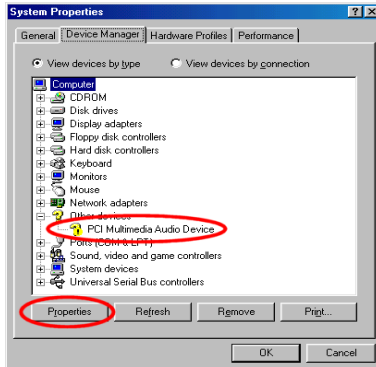 System Properties
General Device Manager Hardware Profiles Performance
View devices by type View devices by connection
Computer
CDROM
Disk drives
Display adapters
Floppy disk controllers
Hard disk controllers
Keyboard
Monitors
Mouse
Network adapters
Other devices
PCI Multimedia Audio Device
Ports (COM & LPT)
Sound, video and game controllers
System devices
Universal Serial Bus controllers
Properties Refresh Remove Print...
OK Cancel